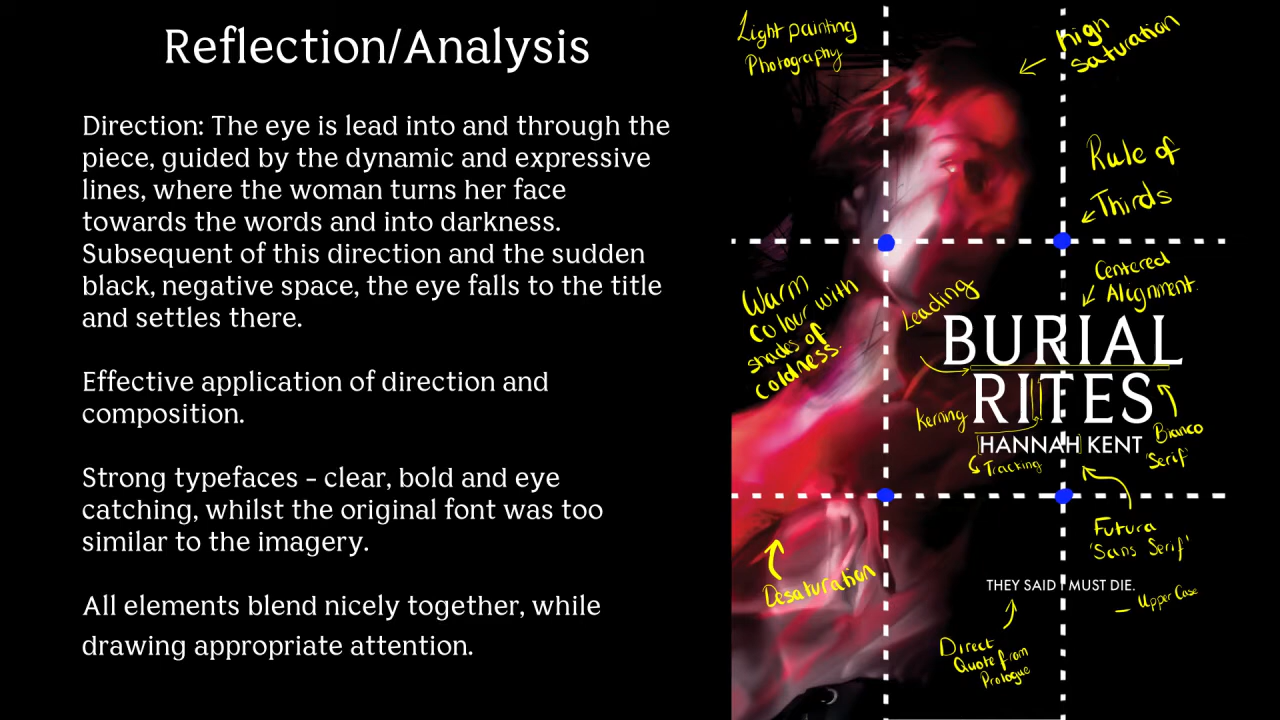 Reflection/Analysis
Direction: The eye is lead into and through the
piece, guided by the dynamic and expressive
lines, where the woman turns her face
towards the words and into darkness.
Subsequent of this direction and the sudden
black, negative space, the eye falls to the title
and settles there.
Effective application of direction and
composition.
Strong typefaces - clear, bold and eye
catching, whilst the original font was too
similar to the imagery.
All elements blend nicely together, while
drawing appropriate attention.
Light painting
Photography
High
saturation
Rule of
Thirds
Centered
Alignment
Warm
colour with
shades of
coldness.
Leading
BURIAL
RITES
Kerning
HANNAH KENT
Tracking
Bianco
'Serif'
Futura
'Sans Serif'
Desaturation
THEY SAID I MUST DIE.
— Upper Case
Direct
Quote from
Prologue